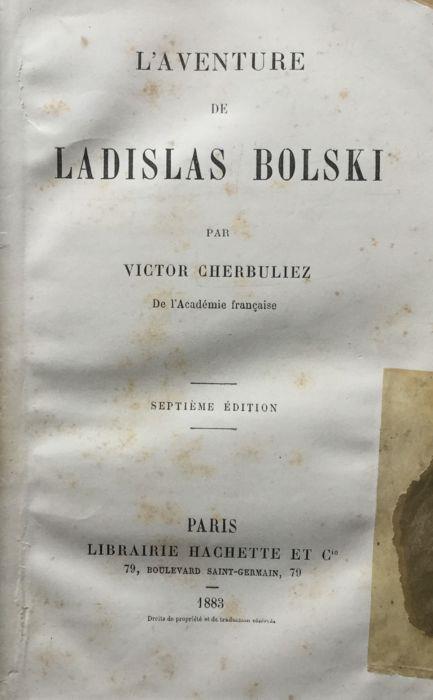 L'AVENTURE
DE
LADISLAS BOLSKI
PAR
VICTOR CHERBULIEZ
De l'Académie française
SEPTIÈME ÉDITION
PARIS
LIBRAIRIE HACHETTE ET Cie
79, BOULEVARD SAINT-GERMAIN, 79
1883
Droits de propriété et de traduction réservés.